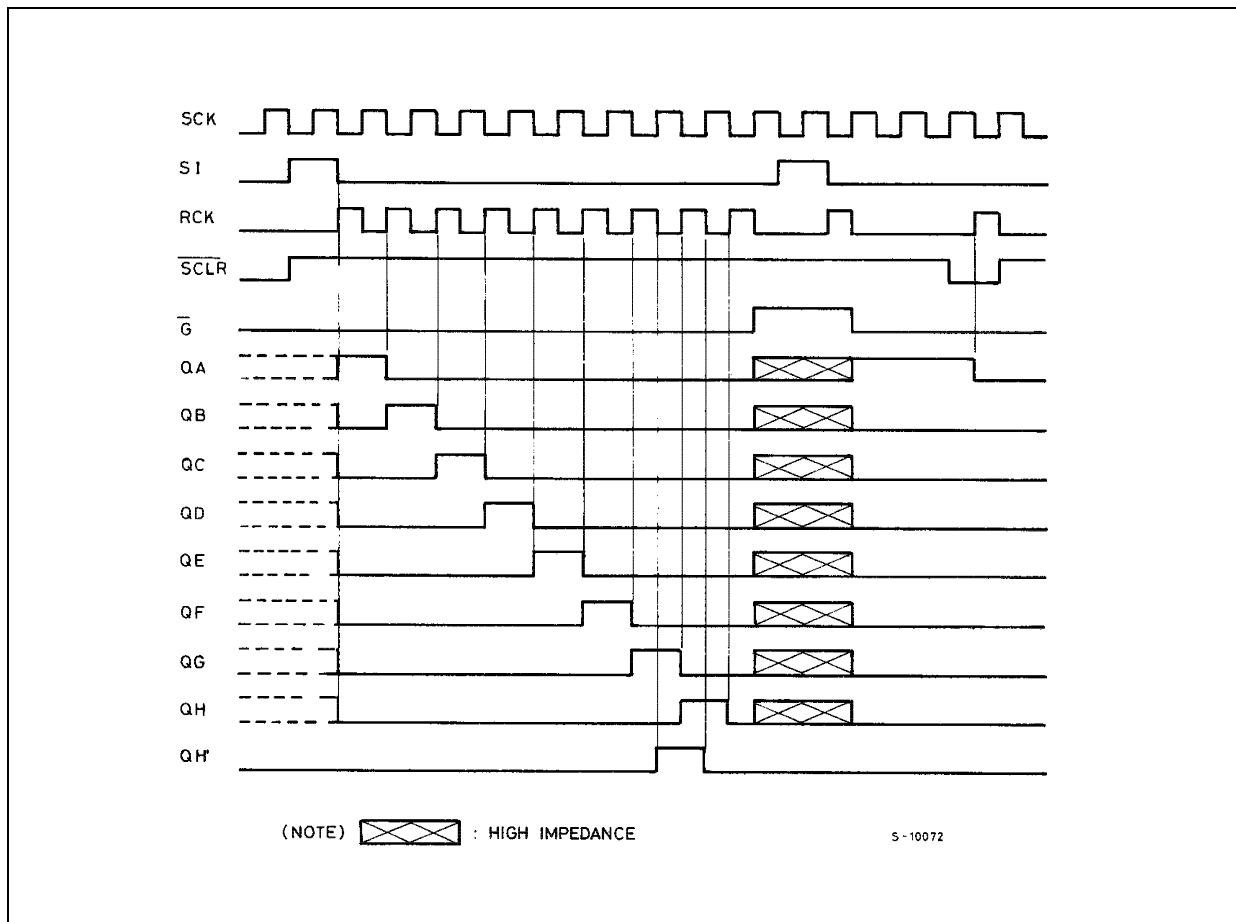 SCK
SI
RCK
SCLR
G
QA
QB
QC
QD
QE
QF
QG
QH
QH'
(NOTE) : HIGH IMPEDANCE
S-10072